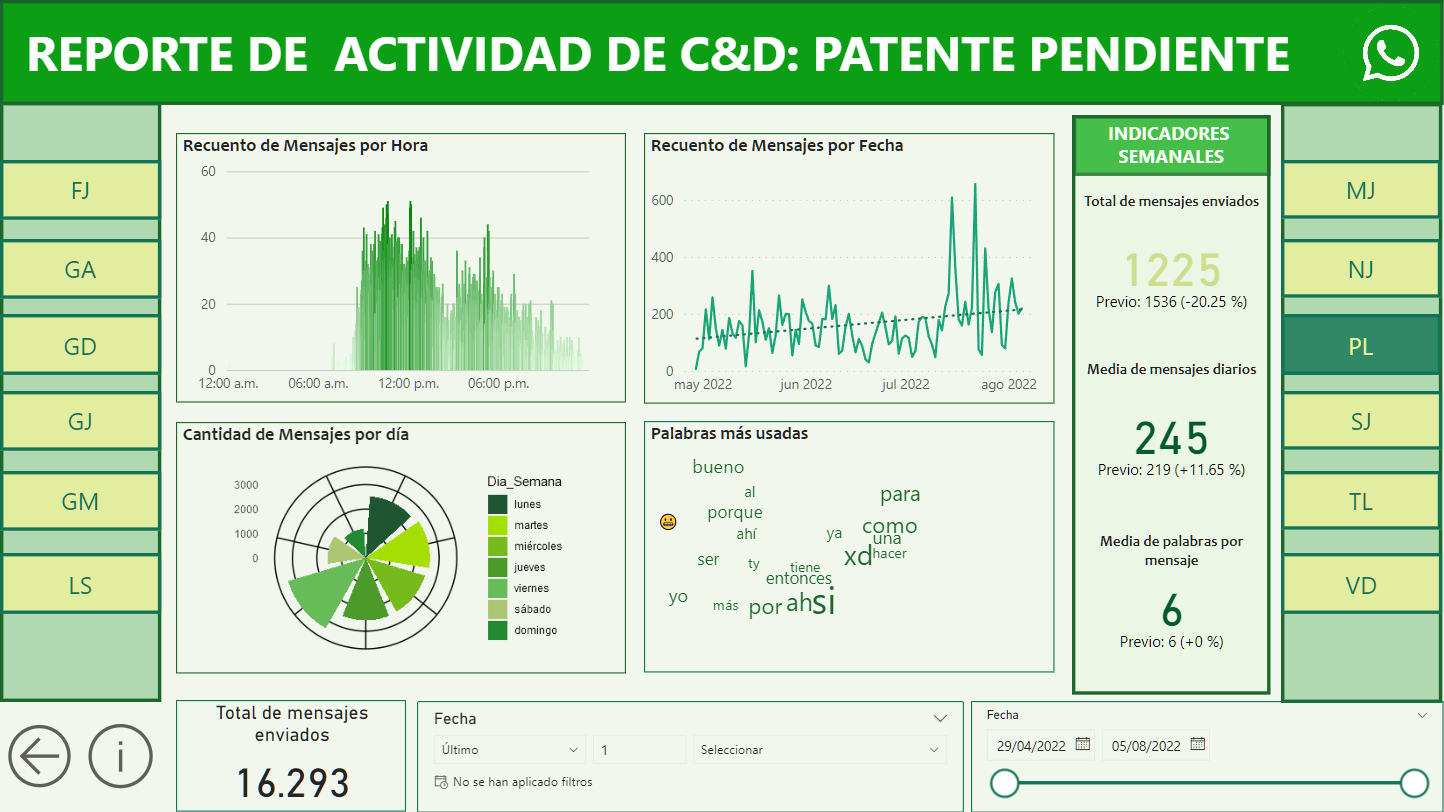 REPORTE DE  ACTIVIDAD DE C&D: PATENTE PENDIENTE
FJ
GA
GD
GJ
GM
LS
Recuento de Mensajes por Hora
60
40
20
0
12:00 a.m.
06:00 a.m.
12:00 p.m.
06:00 p.m.
Recuento de Mensajes por Fecha
600
400
200
0
may 2022
jun 2022
jul 2022
ago 2022
Cantidad de Mensajes por día
3000
2000
1000
0
Dia_Semana
lunes
martes
miércoles
jueves
viernes
sábado
domingo
Palabras más usadas
bueno
al
para
porque
como
ahí
ya
una
xd
hacer
ser
ty
tiene
entonces
yo
más
por
ah
si
INDICADORES
SEMANALES
Total de mensajes enviados
1225
Previo: 1536 (-20.25 %)
Media de mensajes diarios
245
Previo: 219 (+11.65 %)
Media de palabras por
mensaje
6
Previo: 6 (+0 %)
MJ
NJ
PL
SJ
TL
VD
i
Total de mensajes
enviados
16.293
Fecha
Último
1
Seleccionar
No se han aplicado filtros
Fecha
29/04/2022
05/08/2022